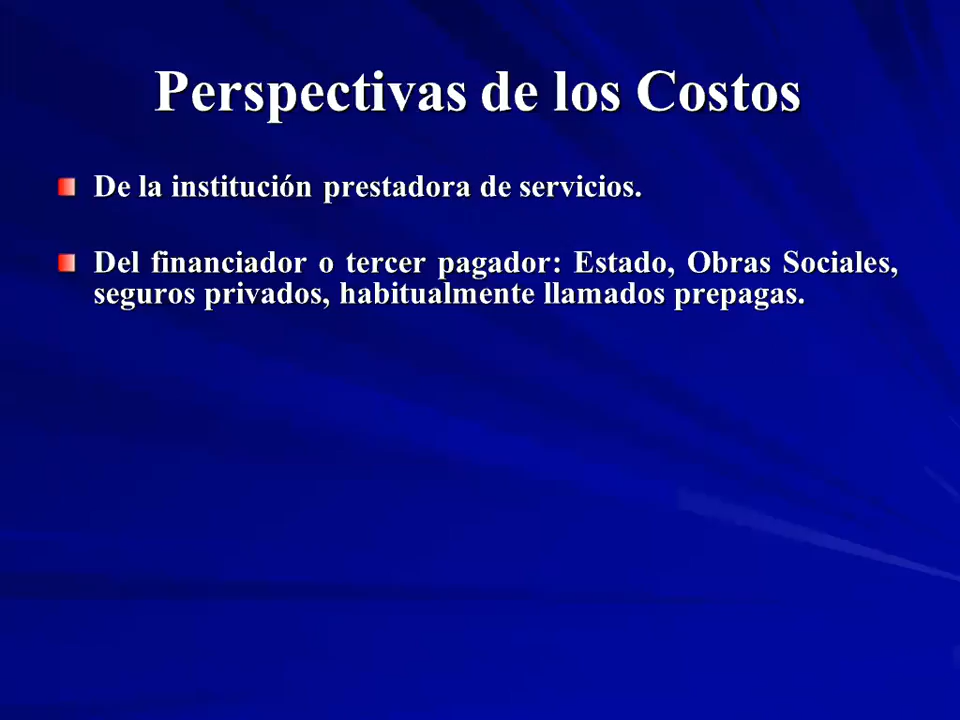 Perspectivas de los Costos
De la institución prestadora de servicios.
Del financiador o tercer pagador: Estado, Obras Sociales,
seguros privados, habitualmente llamados prepagas.